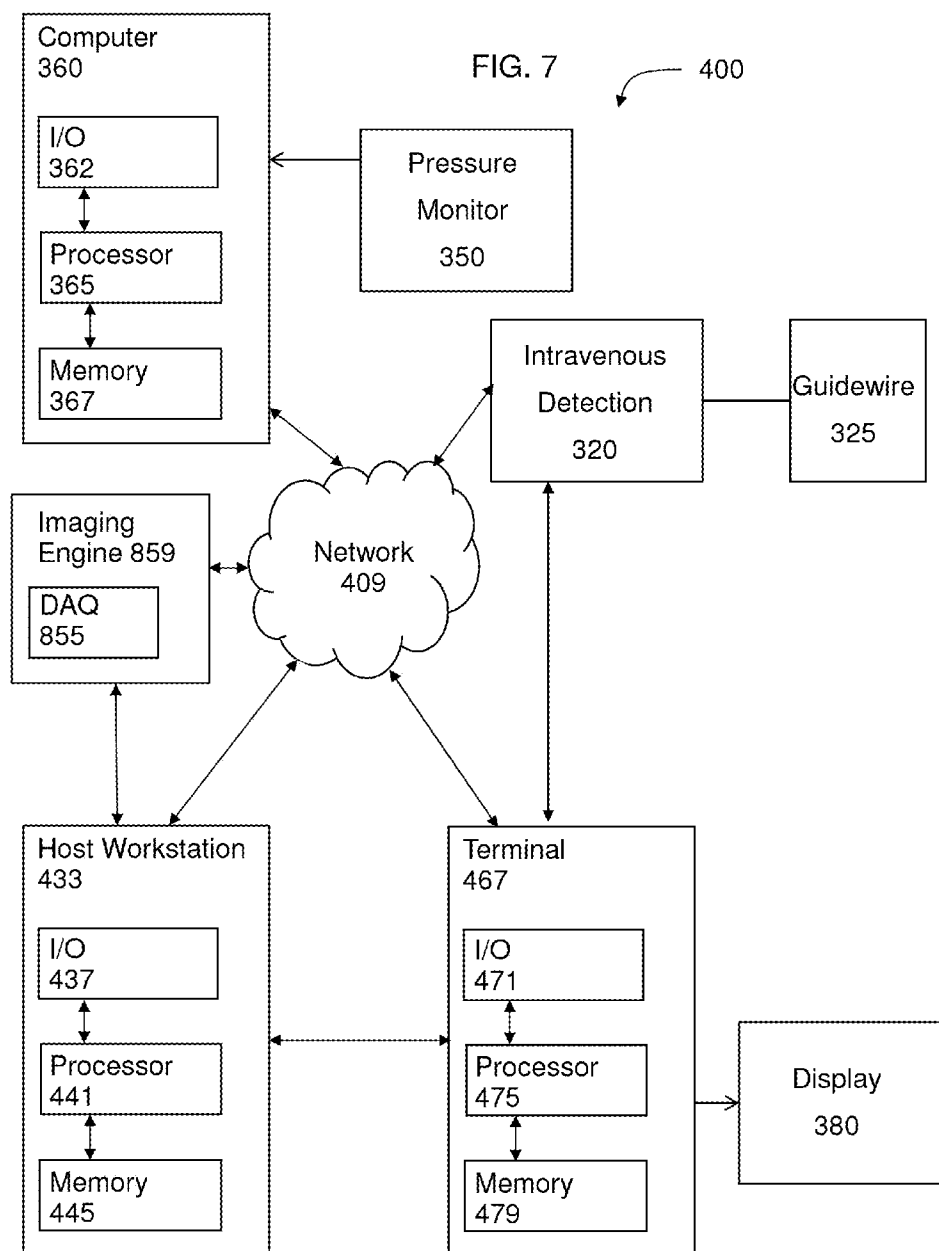 Computer
360
FIG. 7
400
I/O
362
Pressure
Monitor
350
Processor
365
Memory
367
Intravenous
Detection
320
Guidewire
325
Imaging
Engine 859
DAQ
855
Network
409
Host Workstation
433
I/O
437
Processor
441
Memory
445
Terminal
467
I/O
471
Processor
475
Memory
479
Display
380